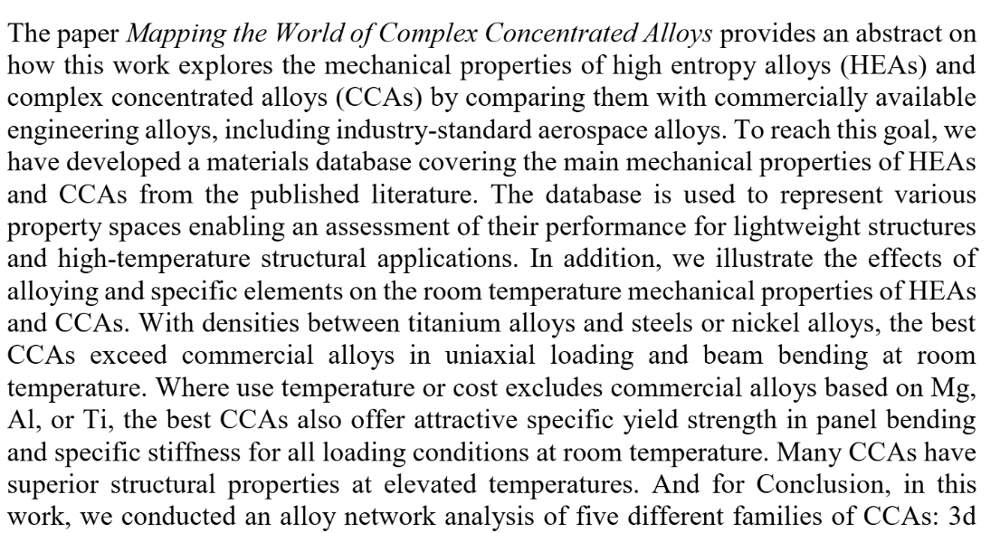 The paper Mapping the World of Complex Concentrated Alloys provides an abstract on
how this work explores the mechanical properties of high entropy alloys (HEAs) and
complex concentrated alloys (CCAs) by comparing them with commercially available
engineering alloys, including industry-standard aerospace alloys. To reach this goal, we
have developed a materials database covering the main mechanical properties of HEAs
and CCAs from the published literature. The database is used to represent various
property spaces enabling an assessment of their performance for lightweight structures
and high-temperature structural applications. In addition, we illustrate the effects of
alloying and specific elements on the room temperature mechanical properties of HEAs
and CCAs. With densities between titanium alloys and steels or nickel alloys, the best
CCAs exceed commercial alloys in uniaxial loading and beam bending at room
temperature. Where use temperature or cost excludes commercial alloys based on Mg,
Al, or Ti, the best CCAs also offer attractive specific yield strength in panel bending
and specific stiffness for all loading conditions at room temperature. Many CCAs have
superior structural properties at elevated temperatures. And for Conclusion, in this
work, we conducted an alloy network analysis of five different families of CCAs: 3d